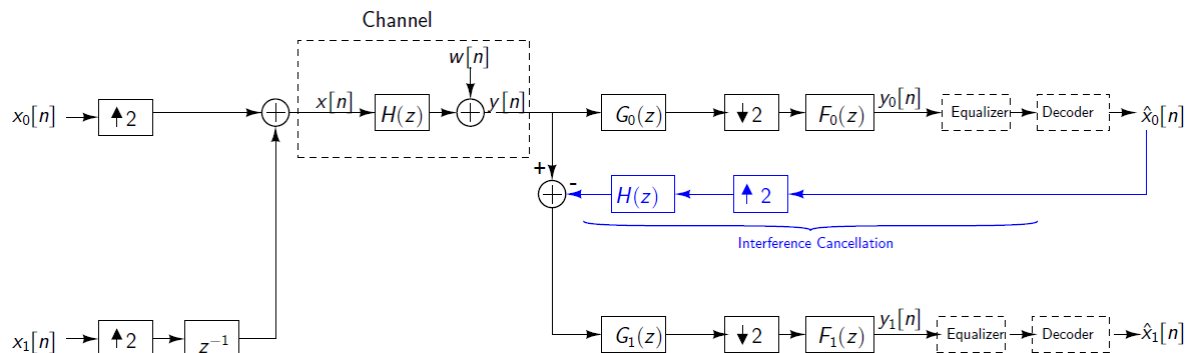 Channel
w[n]
x₀[n] ↑2 x[n] H(z) y[n] G₀(z) ↓2 F₀(z) y₀[n] Equalizer Decoder x̂₀[n]
+ - H(z) ↑ 2
Interference Cancellation
x₁[n] ↑2 z⁻¹ G₁(z) ↓2 F₁(z) y₁[n] Equalizer Decoder x̂₁[n]